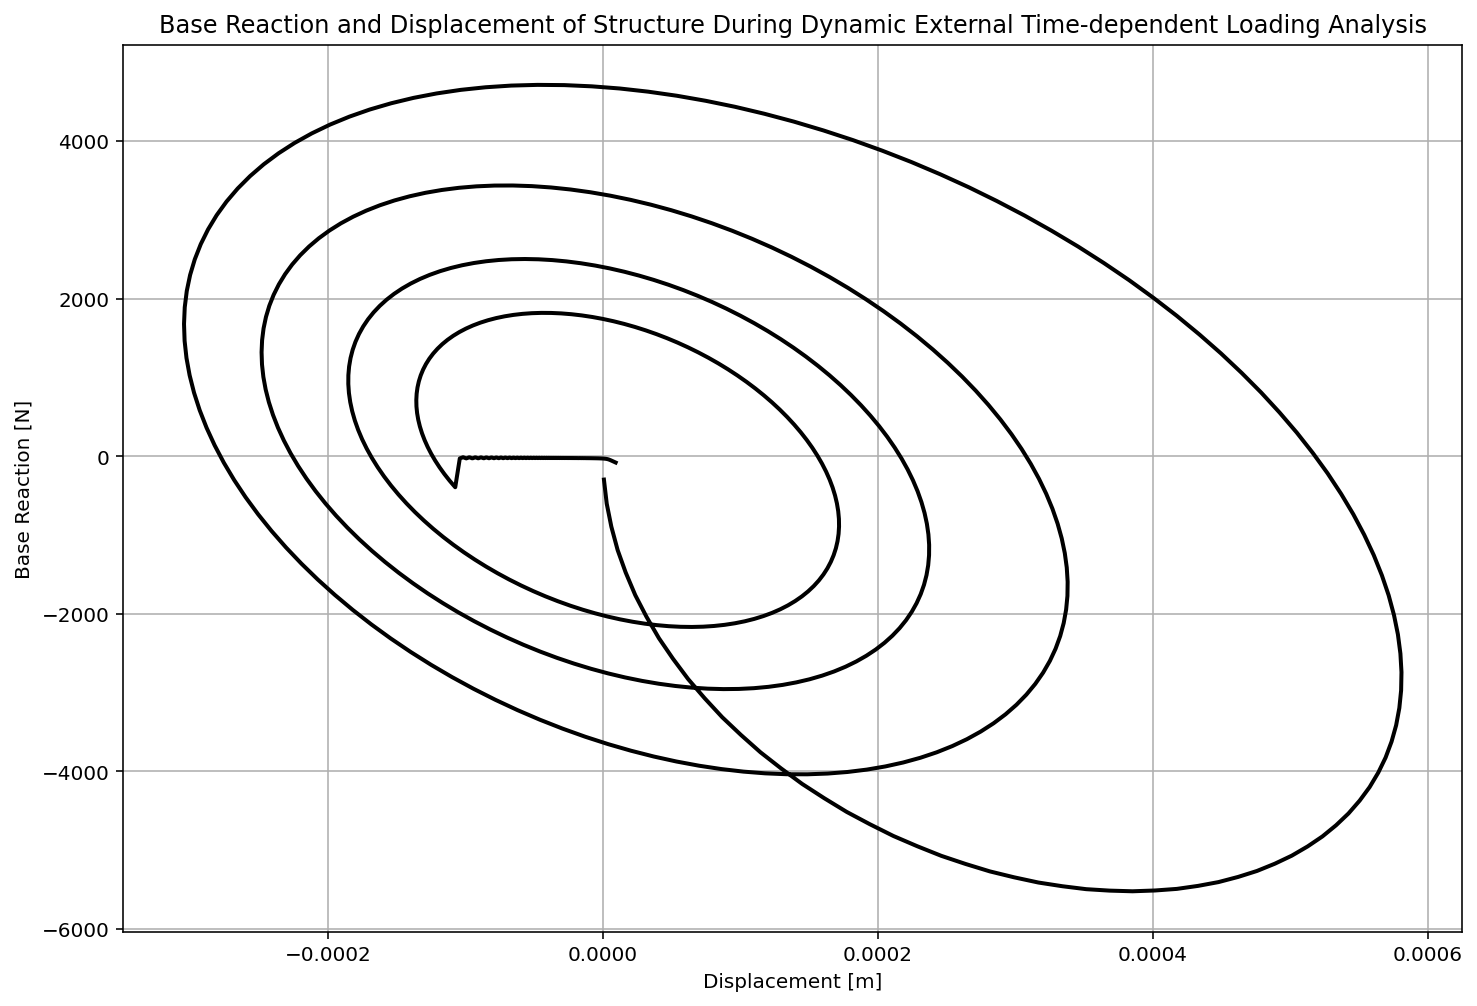 Base Reaction and Displacement of Structure During Dynamic External Time-dependent Loading Analysis
Base Reaction [N]
4000
2000
0
−2000
−4000
−6000
−0.0002 0.0000 0.0002 0.0004 0.0006
Displacement [m]